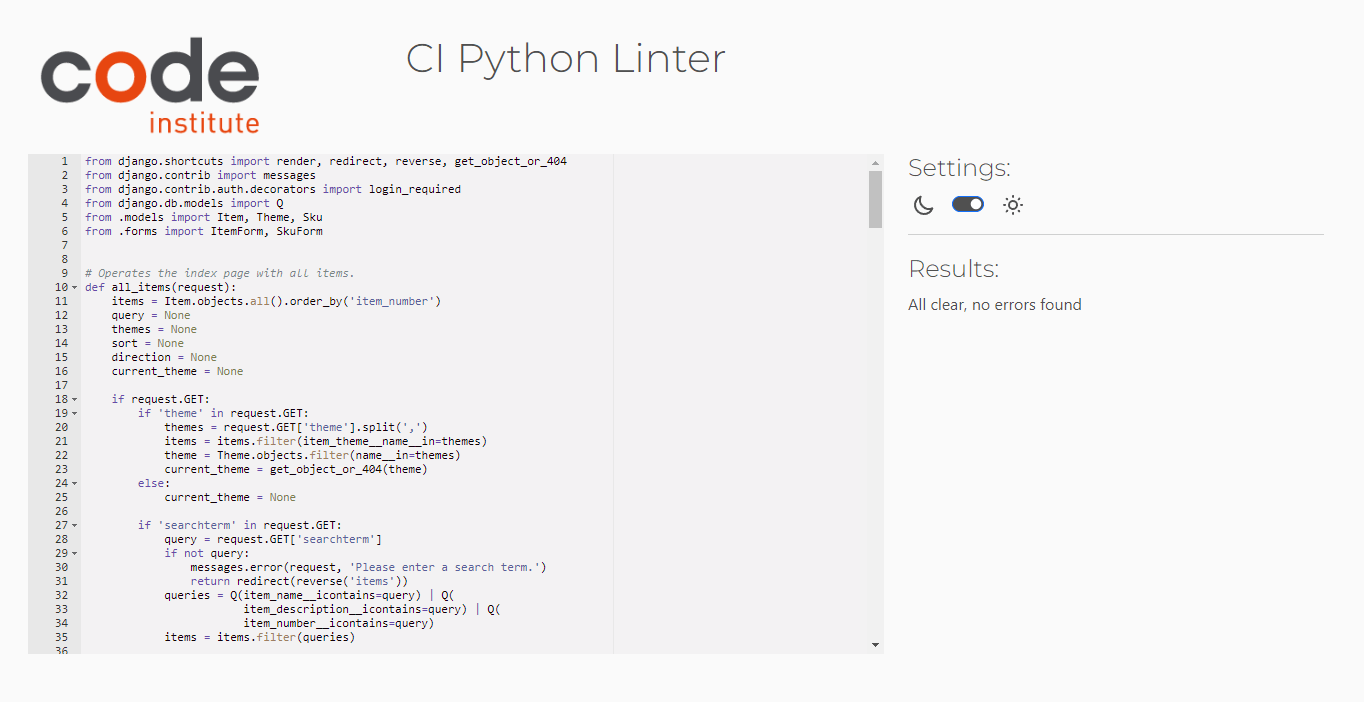 code
institute
CI Python Linter
1 from django.shortcuts import render, redirect, reverse, get_object_or_404
2 from django.contrib import messages
3 from django.contrib.auth.decorators import login_required
4 from django.db.models import Q
5 from .models import Item, Theme, Sku
6 from .forms import ItemForm, SkuForm
7
8
9 # Operates the index page with all items.
10 def all_items(request):
11     items = Item.objects.all().order_by('item_number')
12     query = None
13     themes = None
14     sort = None
15     direction = None
16     current_theme = None
17
18     if request.GET:
19         if 'theme' in request.GET:
20             themes = request.GET['theme'].split(',')
21             items = items.filter(item_theme__name__in=themes)
22             theme = Theme.objects.filter(name__in=themes)
23             current_theme = get_object_or_404(theme)
24         else:
25             current_theme = None
26
27         if 'searchterm' in request.GET:
28             query = request.GET['searchterm']
29             if not query:
30                 messages.error(request, 'Please enter a search term.')
31                 return redirect(reverse('items'))
32             queries = Q(item_name__icontains=query) | Q(
33                         item_description__icontains=query) | Q(
34                         item_number__icontains=query)
35             items = items.filter(queries)
36
Settings:
Results:
All clear, no errors found